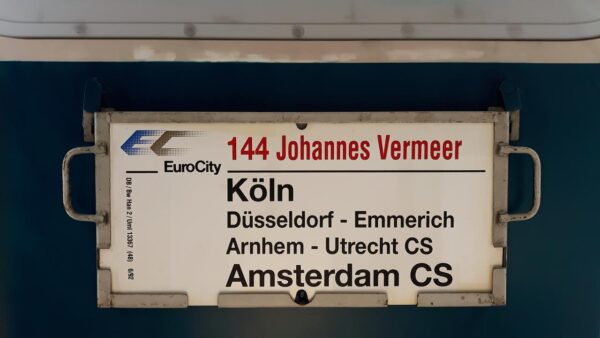 EC
EuroCity
144 Johannes Vermeer
Köln
Düsseldorf - Emmerich
Arnhem - Utrecht CS
Amsterdam CS